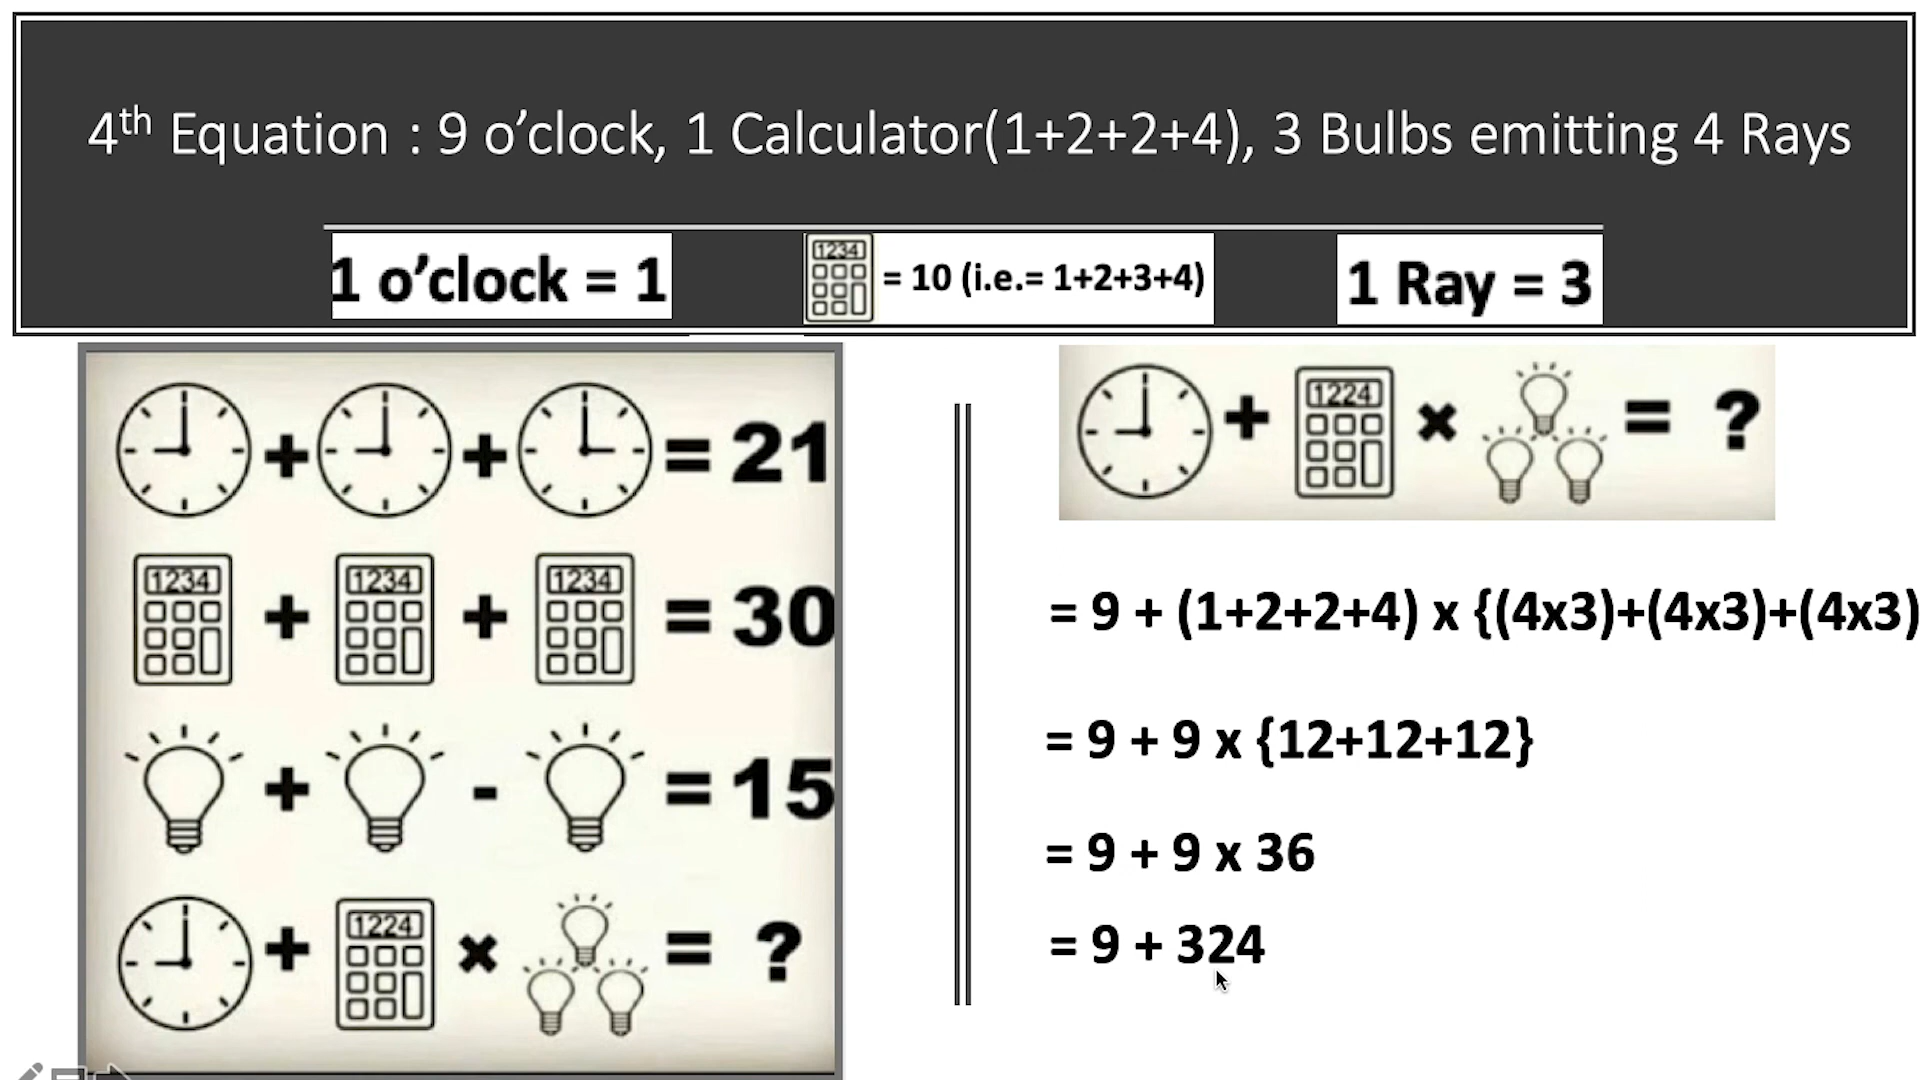 4th Equation : 9 o’clock, 1 Calculator(1+2+2+4), 3 Bulbs emitting 4 Rays
1 o’clock = 1
1234 = 10 (i.e.= 1+2+3+4)
1 Ray = 3
+ + = 21
1234 + 1234 + 1234 = 30
+ - = 15
+ 1224 × = ?
+ 1224 × = ?
= 9 + (1+2+2+4) x {(4x3)+(4x3)+(4x3)
= 9 + 9 x {12+12+12}
= 9 + 9 x 36
= 9 + 324